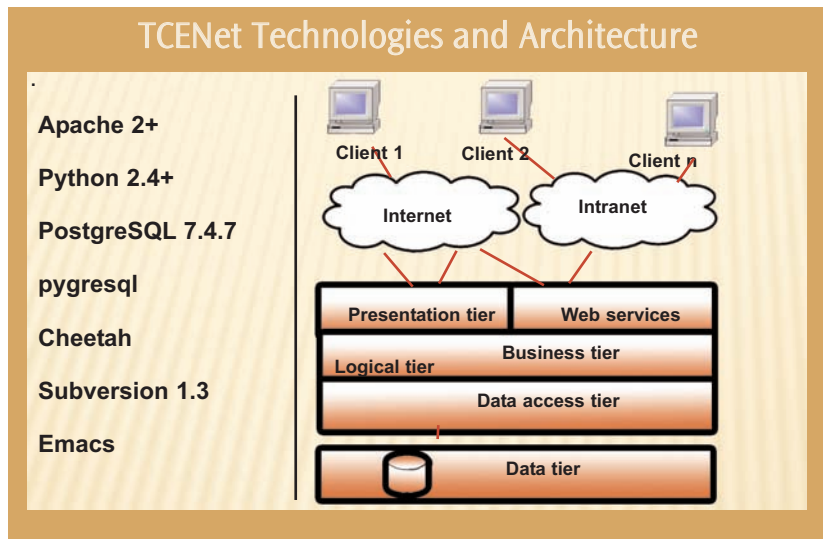 TCENet Technologies and Architecture
.
Apache 2+
Python 2.4+
PostgreSQL 7.4.7
pygresql
Cheetah
Subversion 1.3
Emacs
Client 1
Client 2
Client n
Internet
Intranet
Presentation tier
Web services
Business tier
Logical tier
Data access tier
Data tier